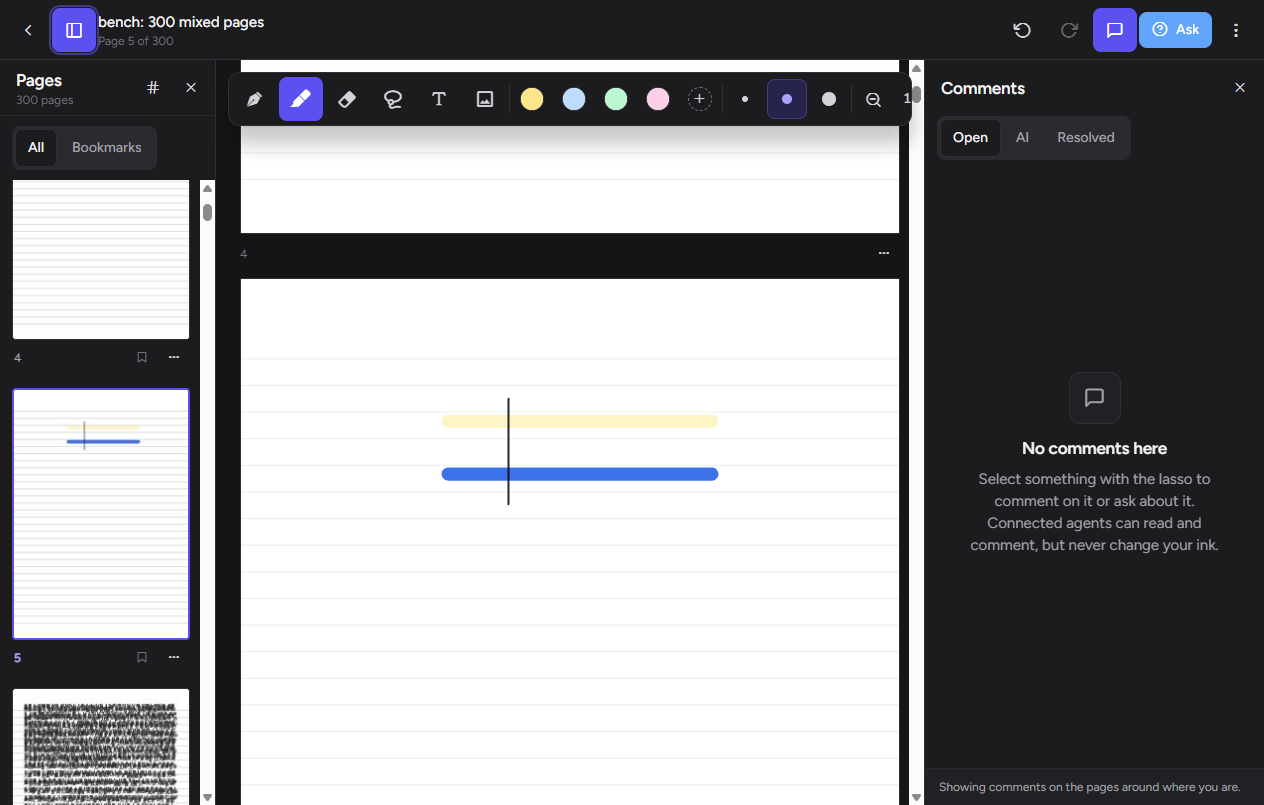 bench: 300 mixed pages
Page 5 of 300
Ask
Pages
300 pages
All
Bookmarks
4
5
T
1
4
Comments
Open
AI
Resolved
No comments here
Select something with the lasso to
comment on it or ask about it.
Connected agents can read and
comment, but never change your ink.
Showing comments on the pages around where you are.